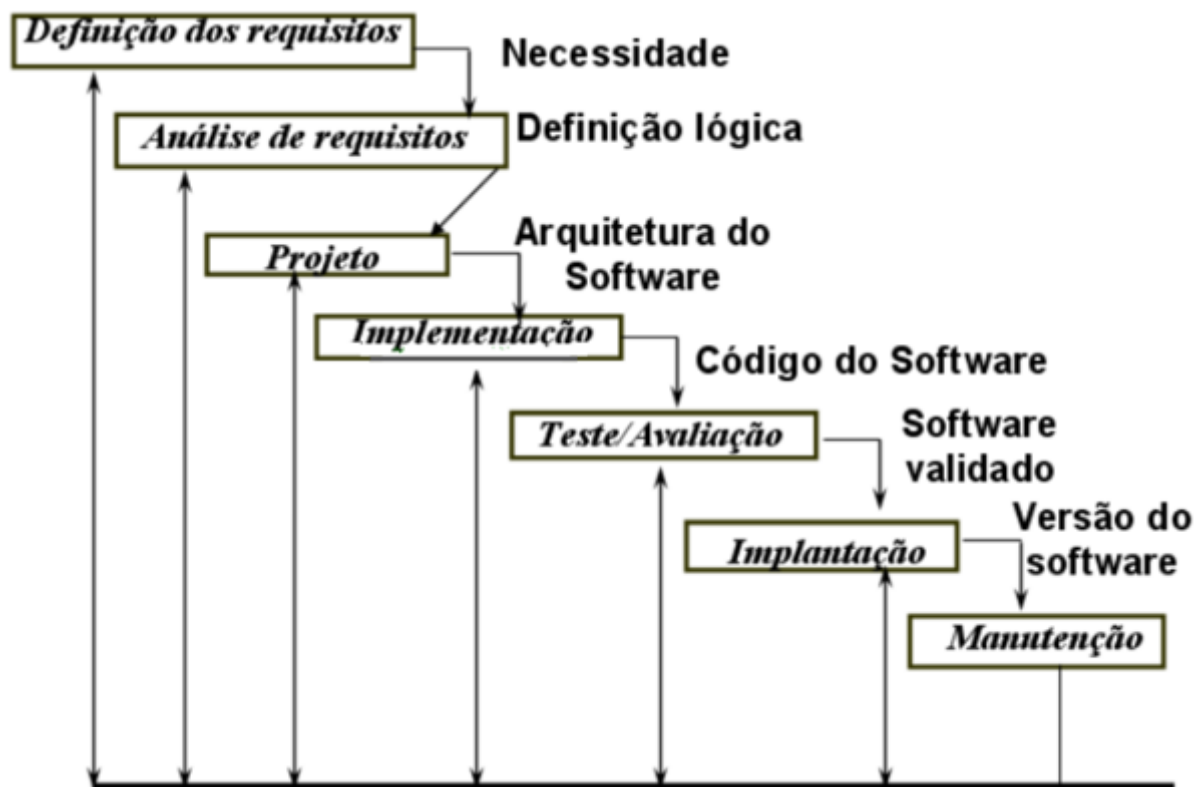 Definição dos requisitos
Necessidade
Análise de requisitos
Definição lógica
Projeto
Arquitetura do
Software
Implementação
Código do Software
Teste/Avaliação
Software
validado
Implantação
Versão do
software
Manutenção